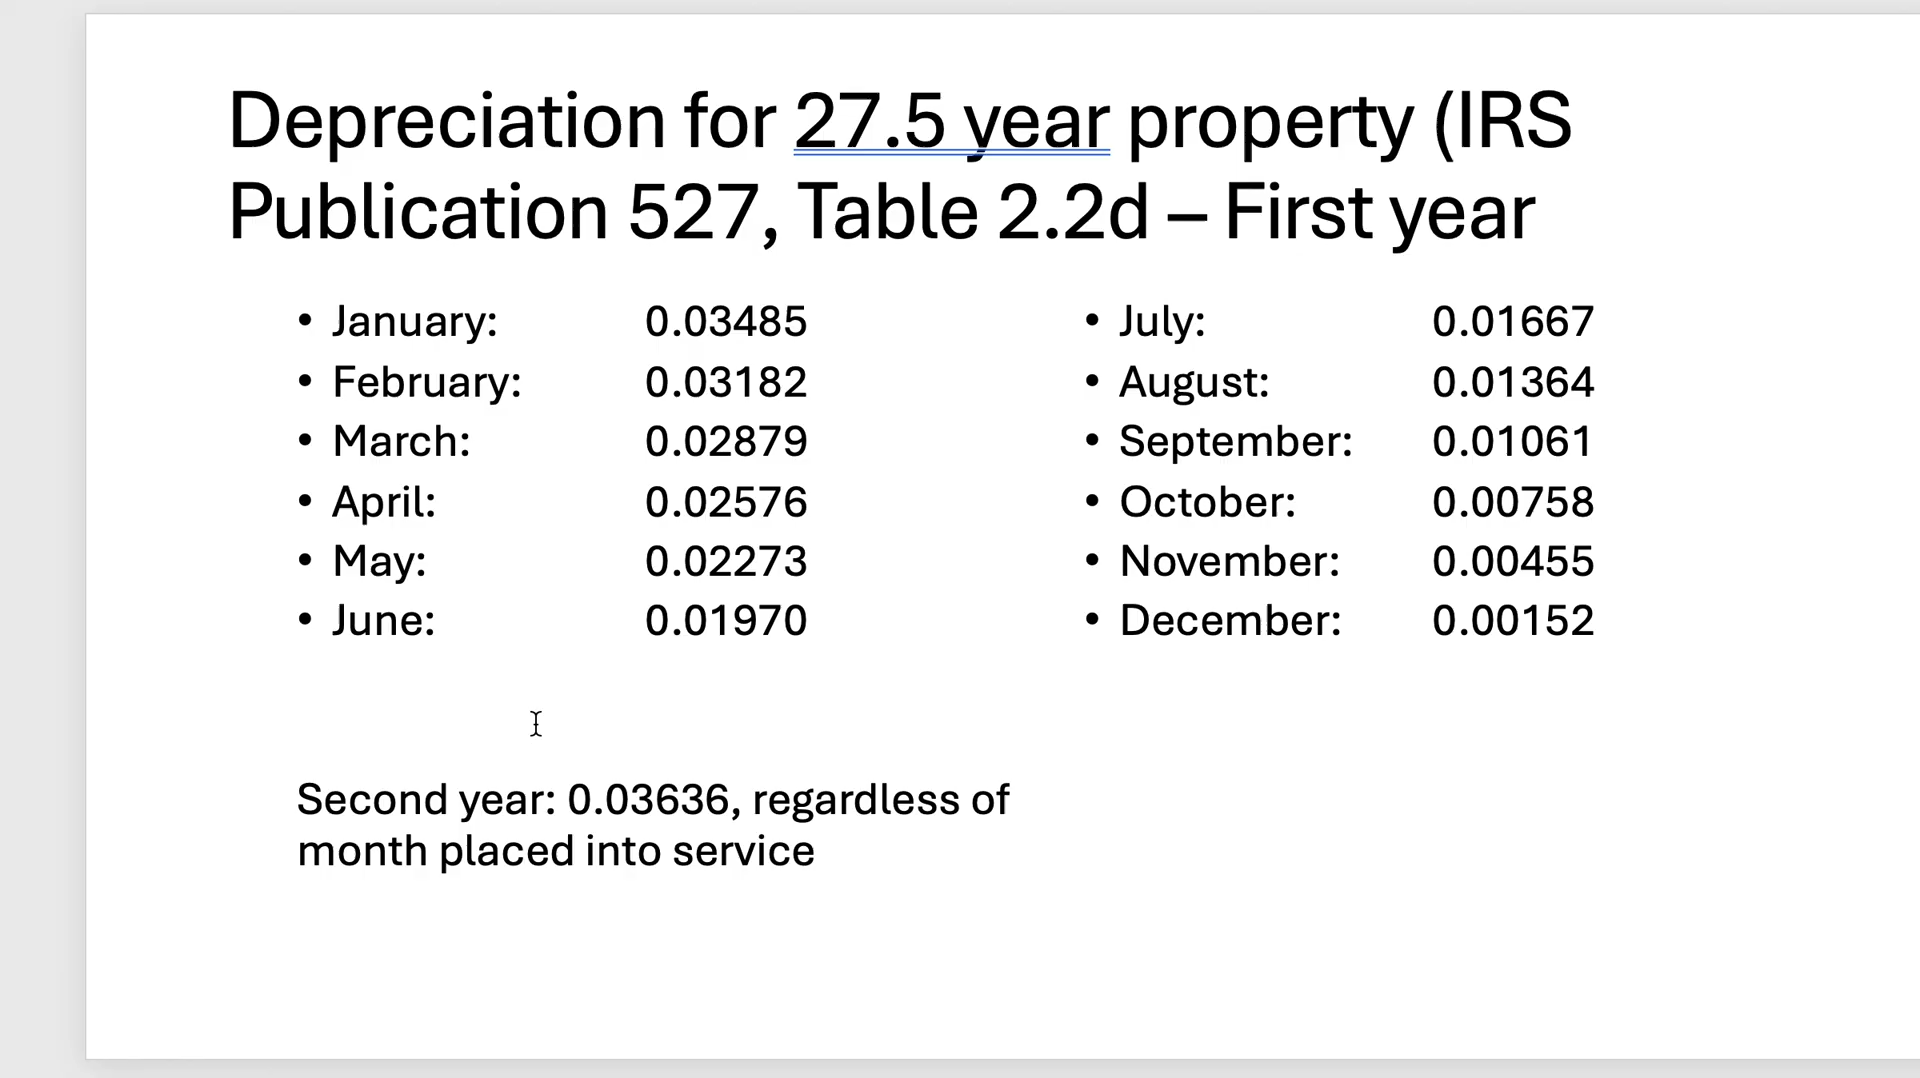 Depreciation for 27.5 year property (IRS
Publication 527, Table 2.2d – First year
• January: 0.03485
• February: 0.03182
• March: 0.02879
• April: 0.02576
• May: 0.02273
• June: 0.01970
• July: 0.01667
• August: 0.01364
• September: 0.01061
• October: 0.00758
• November: 0.00455
• December: 0.00152
Second year: 0.03636, regardless of
month placed into service